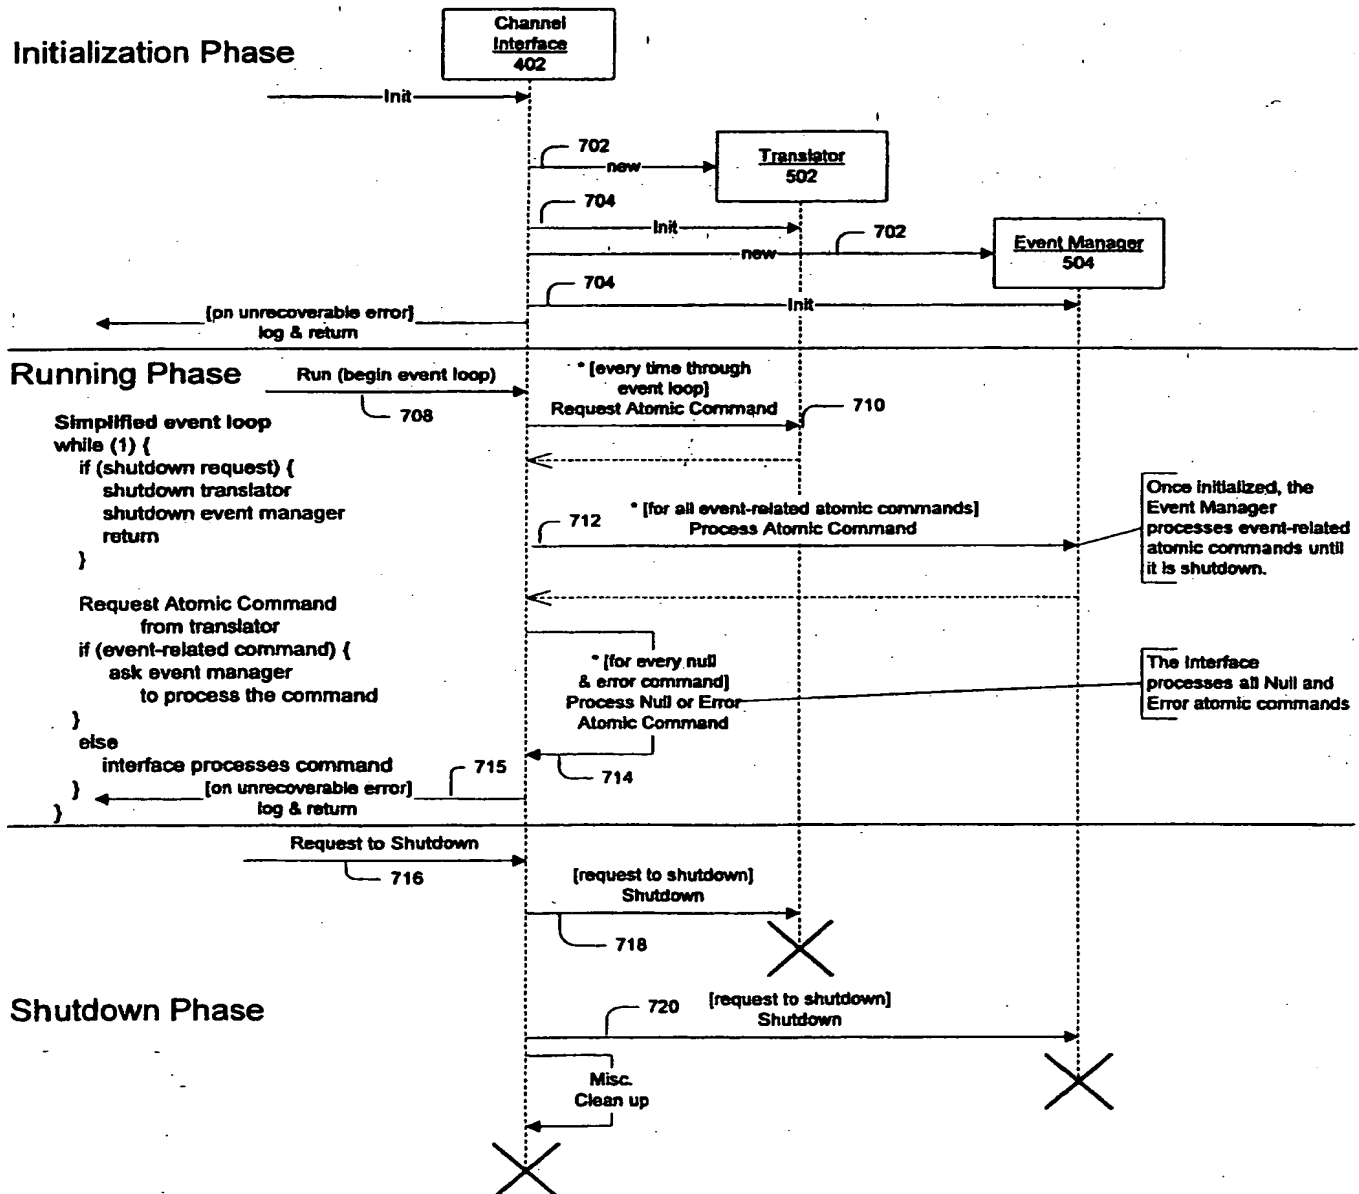 Channel
Interface
402
Initialization Phase
Init
702
new
Translator
502
704
Init
702
new
Event Manager
504
704
Init
[on unrecoverable error]
log & return
Running Phase
Run (begin event loop)
708
* [every time through
event loop]
Request Atomic Command
710
Simplified event loop
while (1) {
if (shutdown request) {
shutdown translator
shutdown event manager
return
}
Request Atomic Command
from translator
if (event-related command) {
ask event manager
to process the command
}
else
interface processes command
}
}
712
* [for all event-related atomic commands]
Process Atomic Command
Once initialized, the
Event Manager
processes event-related
atomic commands until
it is shutdown.
* [for every null
& error command]
Process Null or Error
Atomic Command
714
The Interface
processes all Null and
Error atomic commands
715
[on unrecoverable error]
log & return
Request to Shutdown
716
[request to shutdown]
Shutdown
718
Shutdown Phase
720
[request to shutdown]
Shutdown
Misc.
Clean up